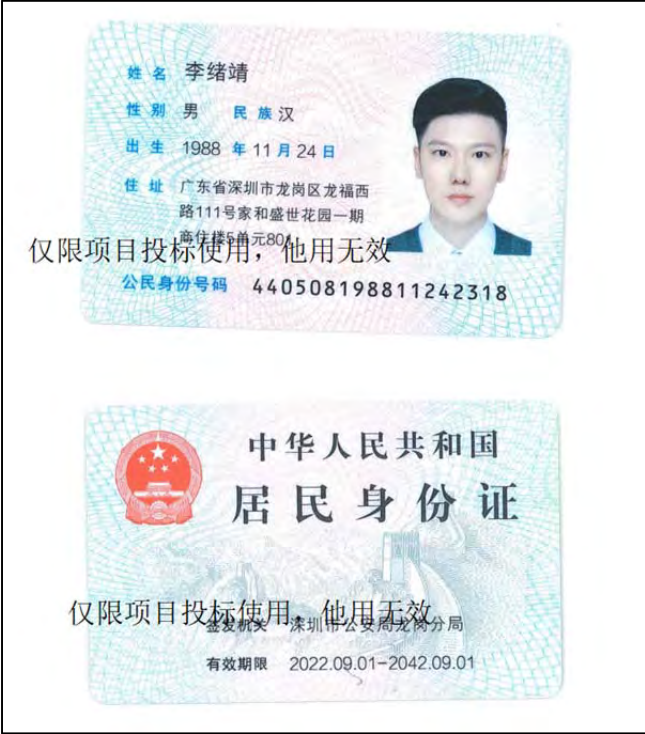 姓名 李绪靖
性别 男 民族 汉
出生 1988 年 11 月 24 日
住址 广东省深圳市龙岗区龙福西
路111号家和盛世花园一期
商住楼5单元80
仅限项目投标使用，他用无效
公民身份号码 440508198811242318
中华人民共和国
居民身份证
仅限项目投标使用，他用无效
签发机关 深圳市公安局龙岗分局
有效期限 2022.09.01-2042.09.01